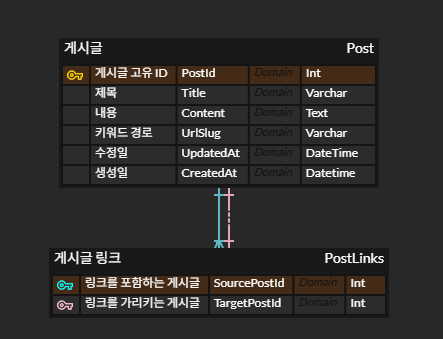 게시글 Post
게시글 고유 ID PostId Domain Int
제목 Title Domain Varchar
내용 Content Domain Text
키워드 경로 UrlSlug Domain Varchar
수정일 UpdatedAt Domain DateTime
생성일 CreatedAt Domain Datetime
게시글 링크 PostLinks
링크를 포함하는 게시글 SourcePostId Domain Int
링크를 가리키는 게시글 TargetPostId Domain Int